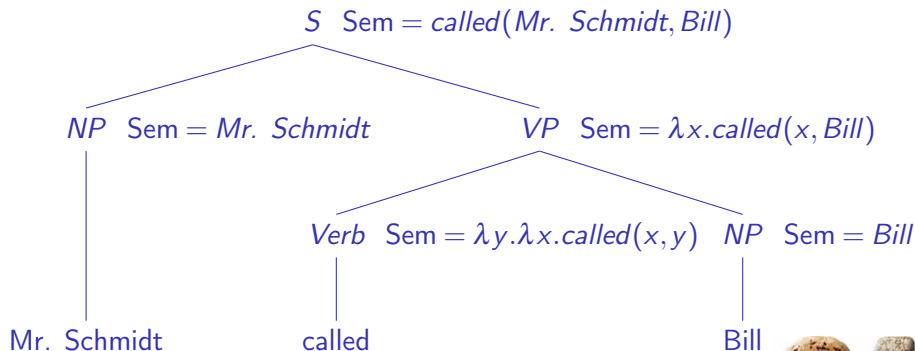 S Sem = called(Mr. Schmidt, Bill)
NP Sem = Mr. Schmidt VP Sem = λx.called(x, Bill)
Verb Sem = λy.λx.called(x, y) NP Sem = Bill
Mr. Schmidt called Bill